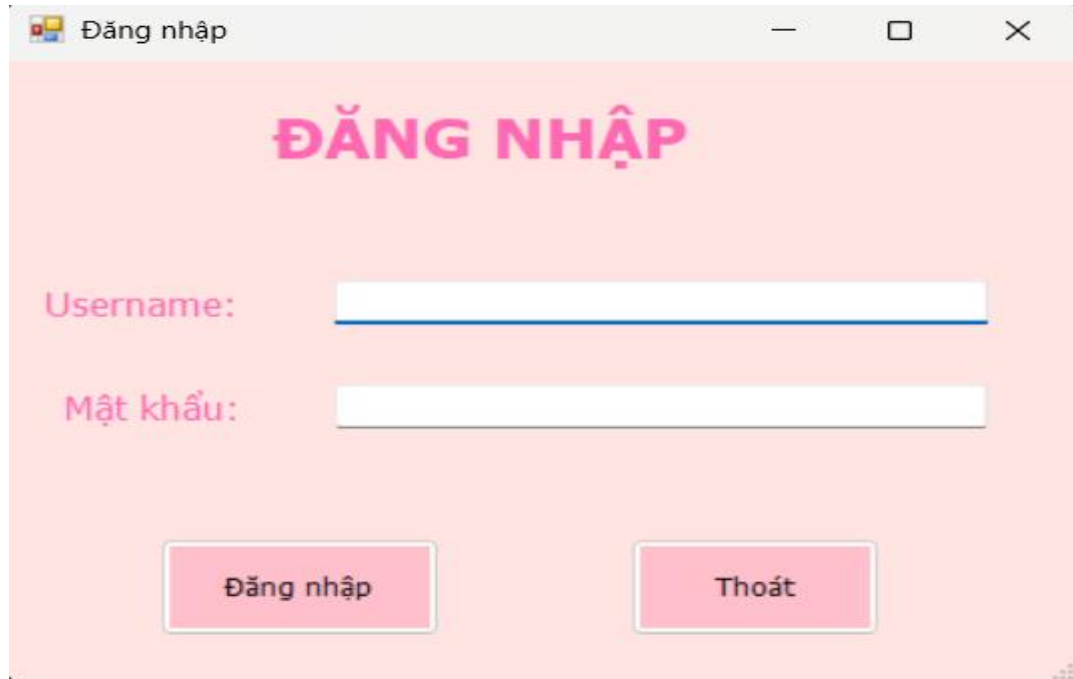 Đăng nhập
ĐĂNG NHẬP
Username:
Mật khẩu:
Đăng nhập
Thoát